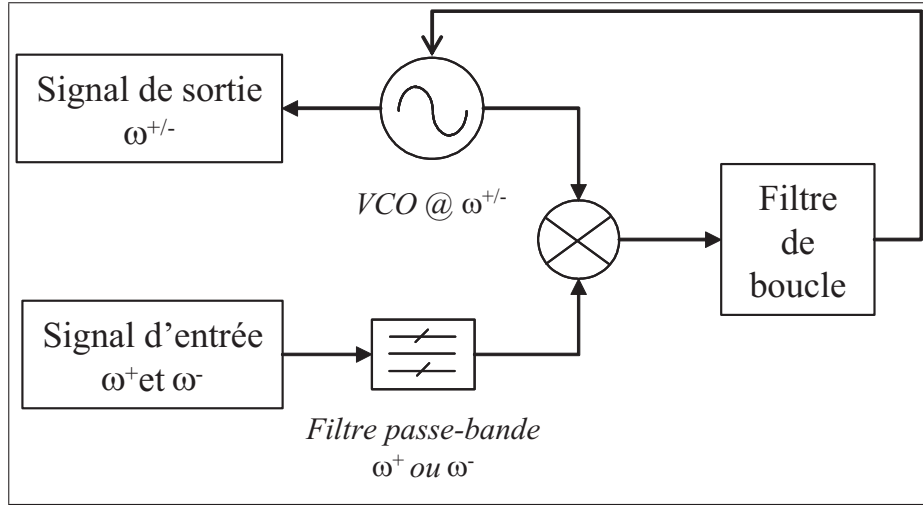 Signal de sortie
ω+/-
VCO @ ω+/-
Filtre
de
boucle
Signal d’entrée
ω+et ω-
Filtre passe-bande
ω+ ou ω-